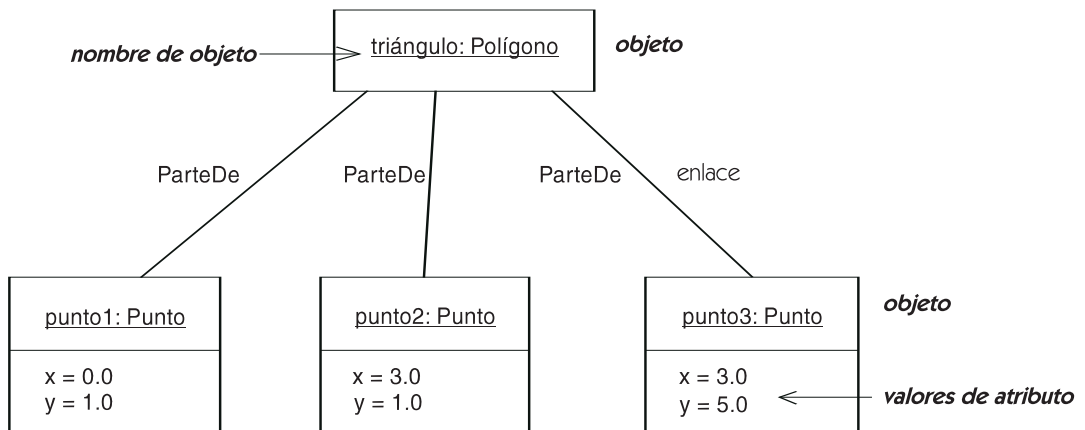 nombre de objeto
triángulo: Polígono
objeto
ParteDe
ParteDe
ParteDe
enlace
punto1: Punto
punto2: Punto
punto3: Punto
objeto
x = 0.0
y = 1.0
x = 3.0
y = 1.0
x = 3.0
y = 5.0
valores de atributo